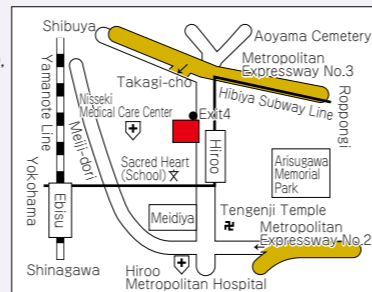 Shibuya
Aoyama Cemetery
Metropolitan
Expressway No.3
Takagi-cho
Hibiya Subway Line
Roppongi
Yamanote Line
Meiji-dori
Nisseki
Medical Care Center
Exit4
Hiroo
Sacred Heart
(School)
Arisugawa
Memorial
Park
Yokohama
Ebisu
Meidiya
Tengenji Temple
Metropolitan
Expressway No.2
Shinagawa
Hiroo
Metropolitan Hospital